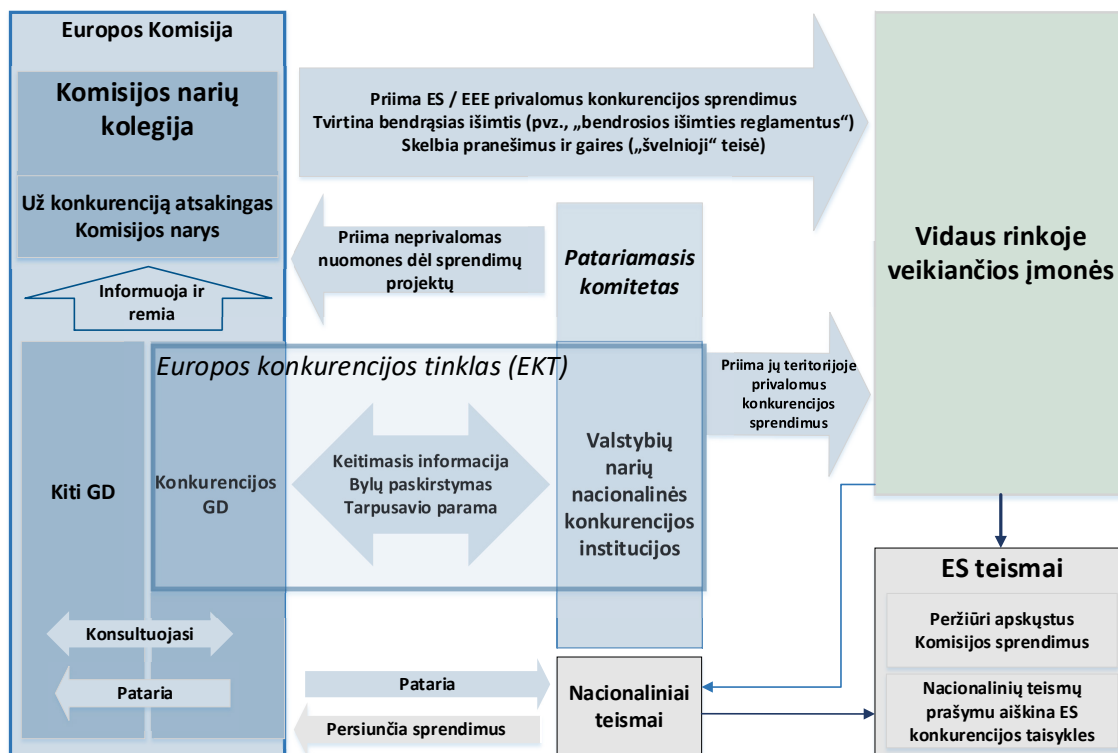 Europos Komisija
Komisijos narių
kolegija
Už konkurenciją atsakingas
Komisijos narys
Informuoja ir
remia
Priima ES / EEE privalomus konkurencijos sprendimus
Tvirtina bendrąsias išimtis (pvz., „bendrosios išimties reglamentus“)
Skelbia pranešimus ir gaires („švelnioji“ teisė)
Priima neprivalomas
nuomones dėl sprendimų
projektų
Patariamasis
komitetas
Vidaus rinkoje
veikiančios įmonės
Europos konkurencijos tinklas (EKT)
Priima jų teritorijoje
privalomus
konkurencijos
sprendimus
Kiti GD
Konkurencijos
GD
Keitimasis informacija
Bylų paskirstymas
Tarpusavio parama
Valstybių
narių
nacionalinės
konkurencijos
institucijos
Konsultuojasi
Pataria
Pataria
Persiunčia sprendimus
Nacionaliniai
teismai
ES teismai
Peržiūri apskųstus
Komisijos sprendimus
Nacionalinių teismų
prašymu aiškina ES
konkurencijos taisykles